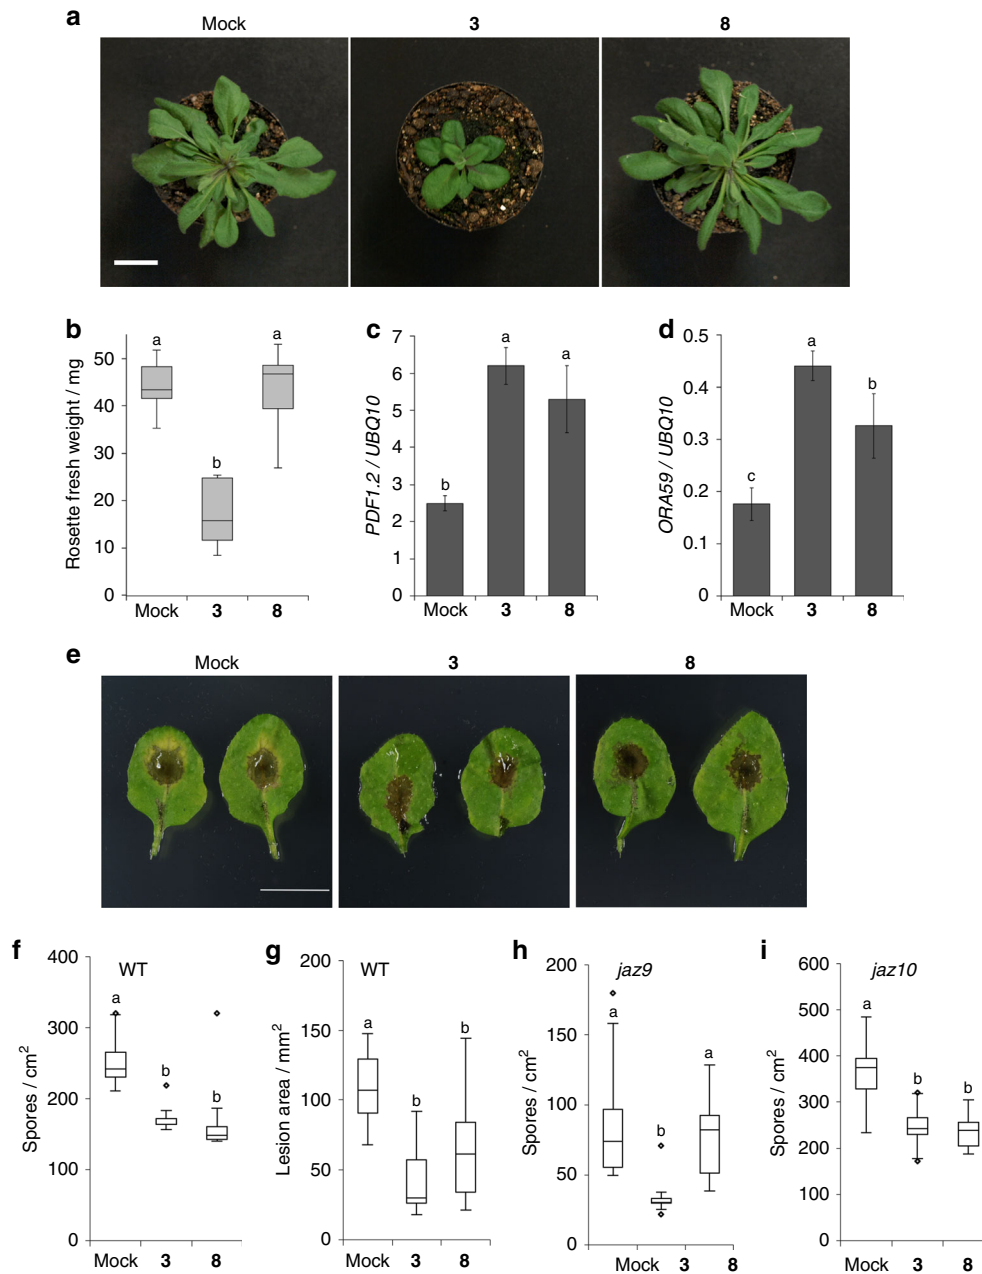 a
Mock 3 8
b
a a
b
Rosette fresh weight / mg
50
40
30
20
10
0
Mock 3 8
c
a a
b
PDF1.2 / UBQ10
7
6
5
4
3
2
1
0
Mock 3 8
d
a
b
c
ORA59 / UBQ10
0.5
0.4
0.3
0.2
0.1
0
Mock 3 8
e
Mock 3 8
f
WT
a
b
b
Spores / cm2
400
300
200
100
0
Mock 3 8
g
WT
a
b
b
Lesion area / mm2
200
150
100
50
0
Mock 3 8
h
jaz9
a
b
a
Spores / cm2
200
150
100
50
0
Mock 3 8
i
jaz10
a
b
b
Spores / cm2
600
500
400
300
200
100
0
Mock 3 8